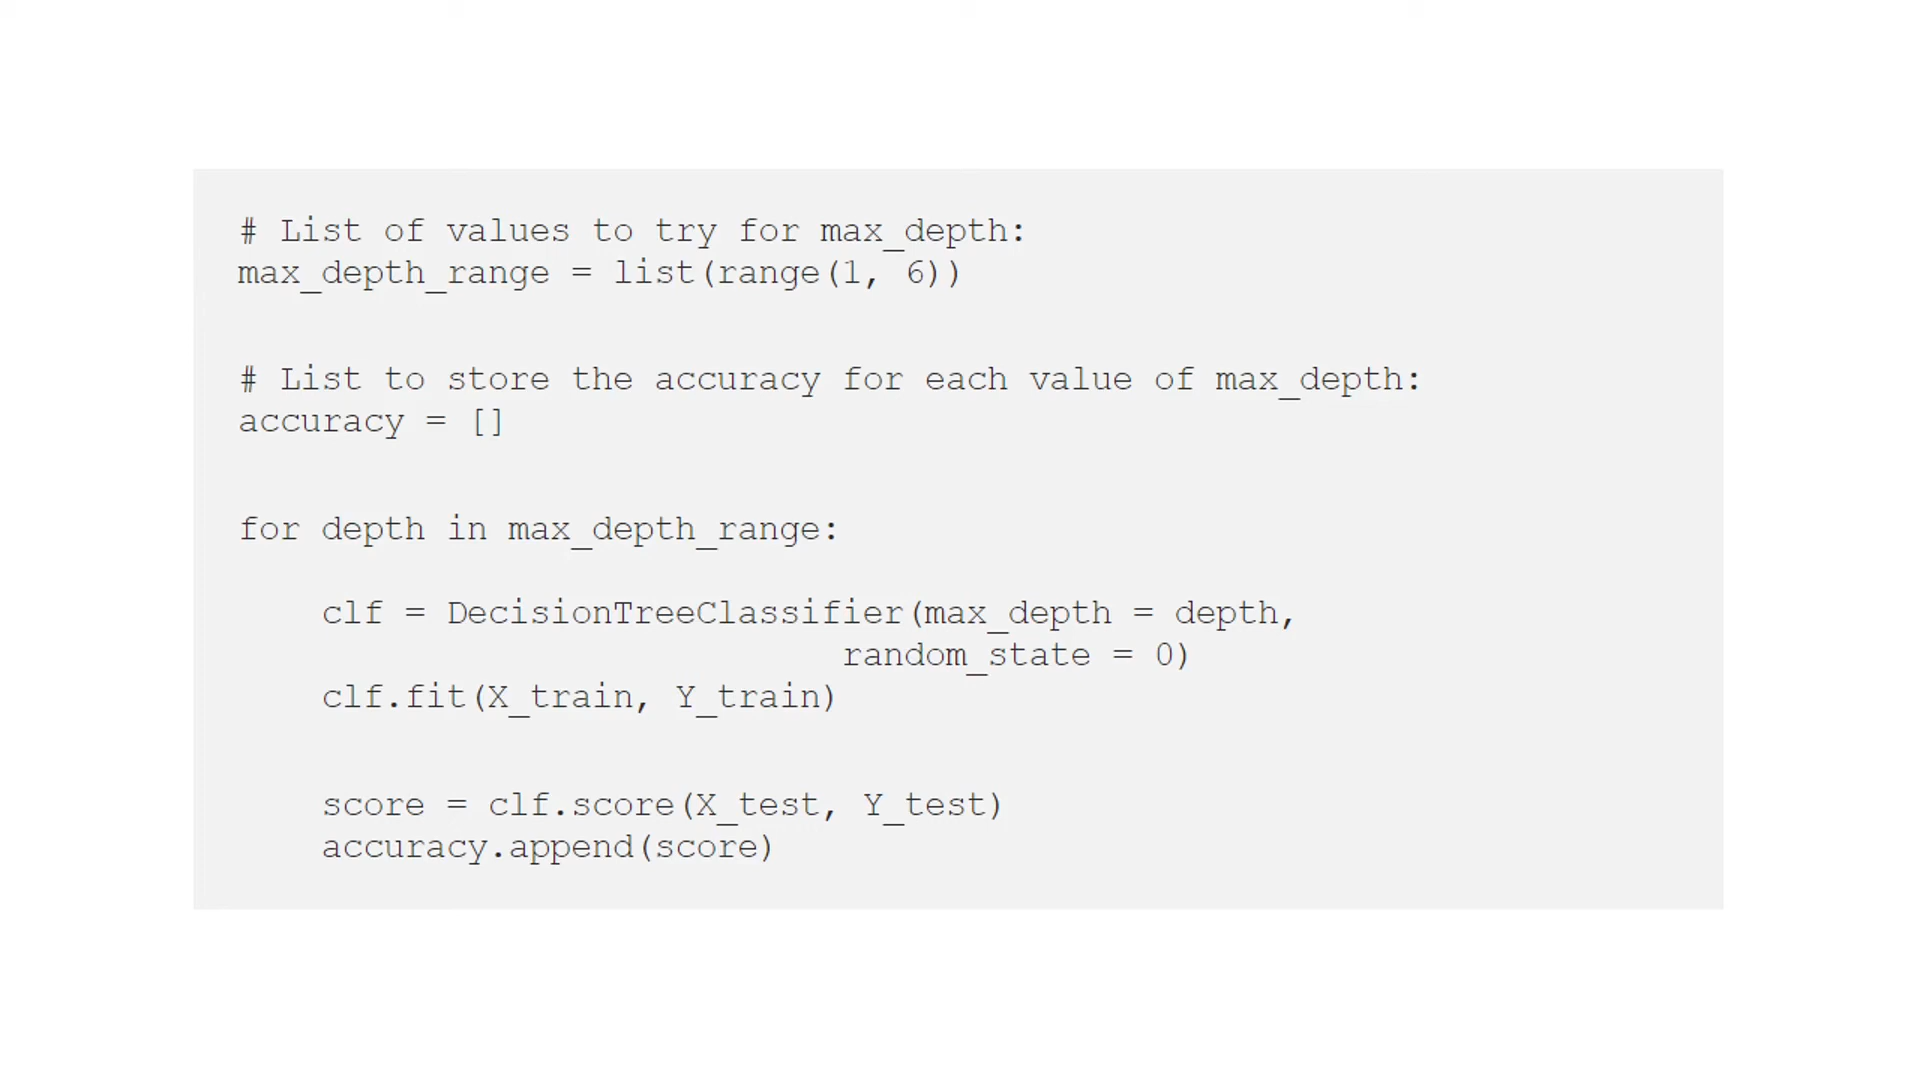 # List of values to try for max_depth:
max_depth_range = list(range(1, 6))
# List to store the accuracy for each value of max_depth:
accuracy = []
for depth in max_depth_range:
    clf = DecisionTreeClassifier(max_depth = depth,
                             random_state = 0)
    clf.fit(X_train, Y_train)
    score = clf.score(X_test, Y_test)
    accuracy.append(score)